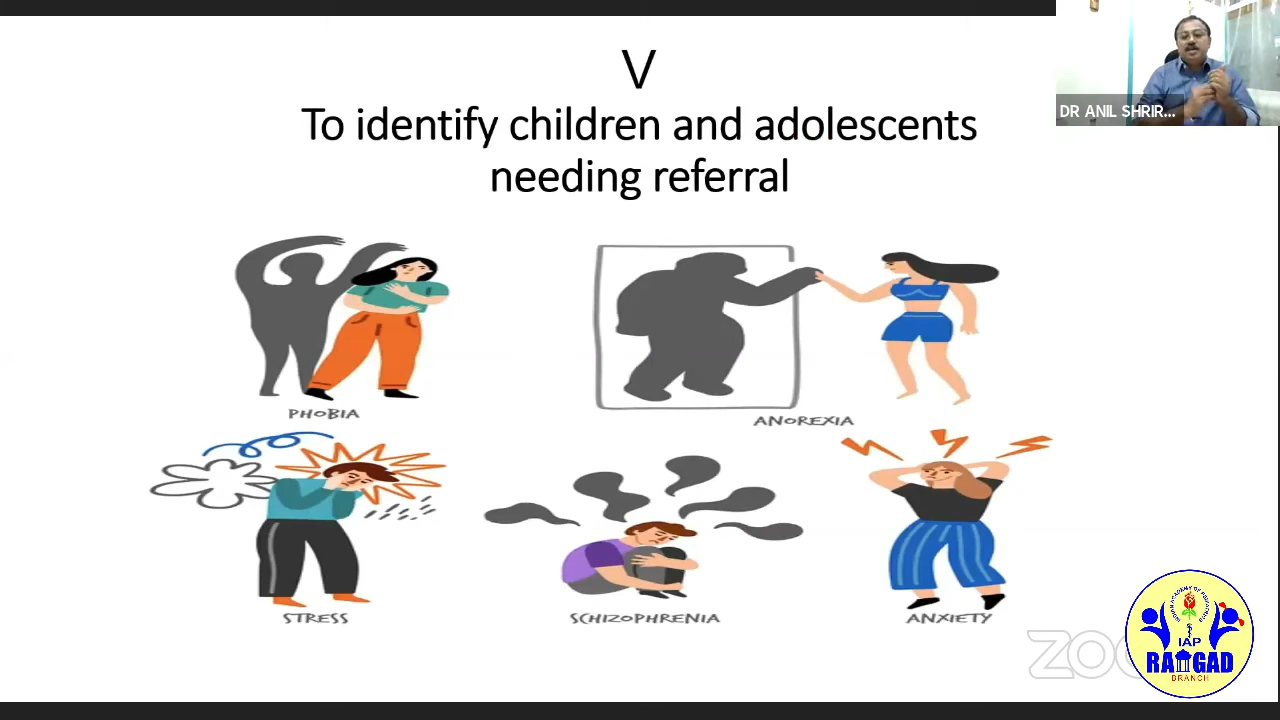 V
To identify children and adolescents
needing referral
DR ANIL SHRIR...
PHOBIA
ANOREXIA
STRESS
SCHIZOPHRENIA
ANXIETY
IAP
RAIGAD
BRANCH